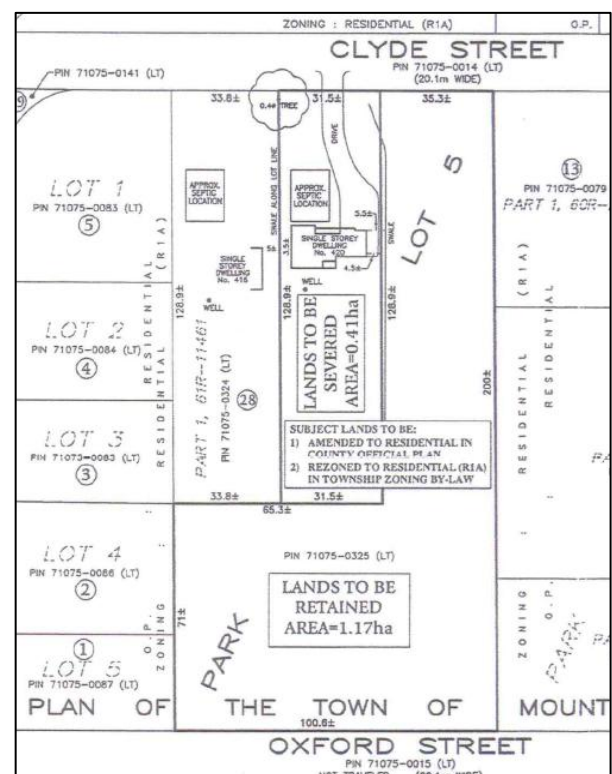 ZONING : RESIDENTIAL (R1A)
O.P.
CLYDE STREET
PIN 71075-0014 (LT)
(20.1m WIDE)
PIN 71075-0141 (LT)
33.8±
0.4ø TREE
31.5±
35.3±
DRIVE
SWALE ALONG LOT LINE
LOT 1
PIN 71075-0083 (LT)
5
APPROX.
SEPTIC
LOCATION
APPROX.
SEPTIC
LOCATION
LOT 5
13
PIN 71075-0079
PART 1, 60R-
5.5±
SWALE
SINGLE STOREY
DWELLING
No. 420
3.5±
5±
4.5±
SINGLE
STOREY
DWELLING
No. 416
WELL
WELL
RESIDENTIAL (R1A)
RESIDENTIAL
128.9±
128.9±
128.9±
200±
(R1A)
RESIDENTIAL
RESIDENTIAL
LOT 2
PIN 71075-0084 (LT)
4
PART 1, 61R-11461
PIN 71075-0324 (LT)
28
LANDS TO BE
SEVERED
AREA=0.41ha
SUBJECT LANDS TO BE:
1) AMENDED TO RESIDENTIAL IN
COUNTY OFFICIAL PLAN
2) REZONED TO RESIDENTIAL (R1A)
IN TOWNSHIP ZONING BY-LAW
LOT 3
3
33.8±
31.5±
65.3±
LOT 4
PIN 71075-0086 (LT)
2
PIN 71075-0325 (LT)
LANDS TO BE
RETAINED
AREA=1.17ha
71±
PARK
O.P.
ZONING
ZONING
O.P.
PARK
1
LOT 5
PIN 71075-0087 (LT)
PLAN OF THE TOWN OF MOUNT
100.6±
OXFORD STREET
PIN 71075-0015 (LT)